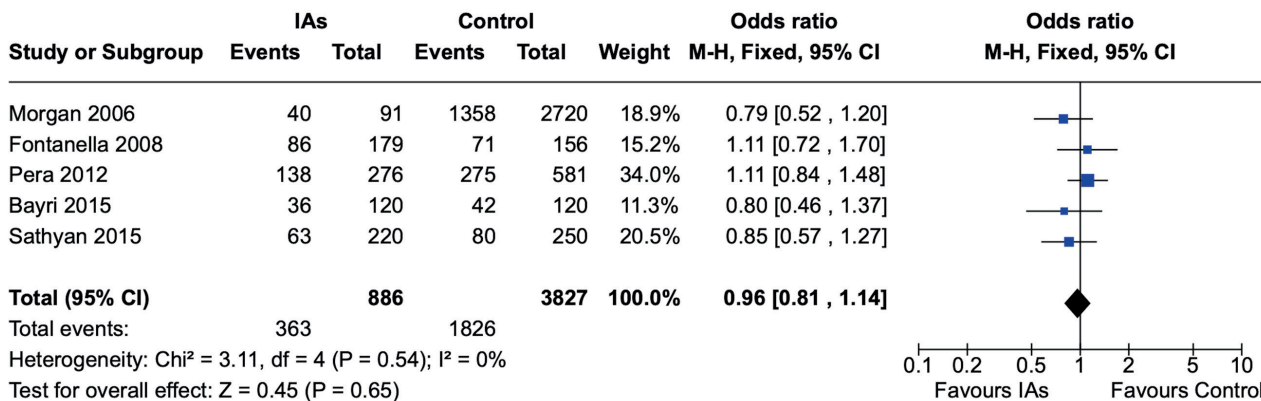 IAs Control Odds ratio Odds ratio
Study or Subgroup Events Total Events Total Weight M-H, Fixed, 95% CI M-H, Fixed, 95% CI
Morgan 2006 40 91 1358 2720 18.9% 0.79 [0.52 , 1.20]
Fontanella 2008 86 179 71 156 15.2% 1.11 [0.72 , 1.70]
Pera 2012 138 276 275 581 34.0% 1.11 [0.84 , 1.48]
Bayri 2015 36 120 42 120 11.3% 0.80 [0.46 , 1.37]
Sathyan 2015 63 220 80 250 20.5% 0.85 [0.57 , 1.27]
Total (95% CI) 886 3827 100.0% 0.96 [0.81 , 1.14]
Total events: 363 1826
Heterogeneity: Chi² = 3.11, df = 4 (P = 0.54); I² = 0%
Test for overall effect: Z = 0.45 (P = 0.65)
0.1 0.2 0.5 1 2 5 10
Favours IAs Favours Control